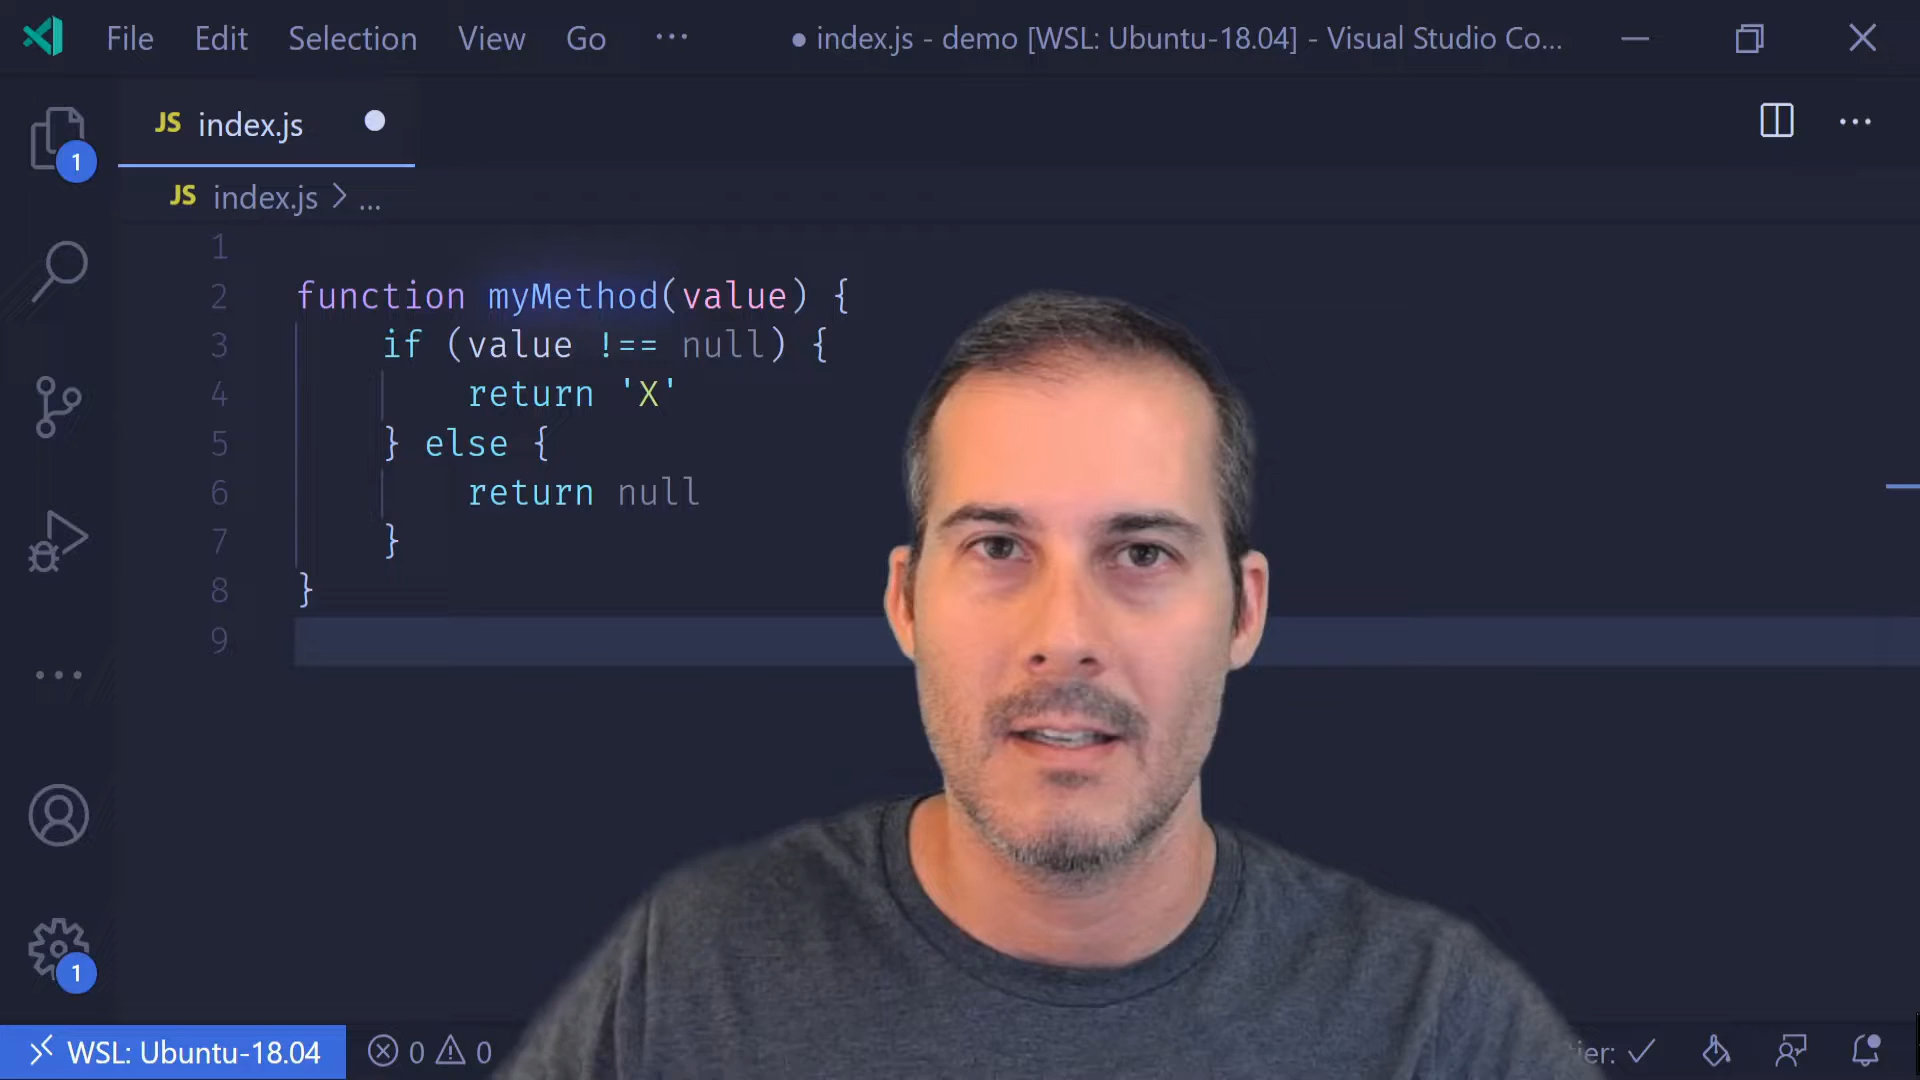 File Edit Selection View Go ··· ● index.js - demo [WSL: Ubuntu-18.04] - Visual Studio Co...
JS index.js
1
JS index.js > ...
1
2 function myMethod(value) {
3 if (value !== null) {
4 return 'X'
5 } else {
6 return null
7 }
8 }
9
1
WSL: Ubuntu-18.04 0 0